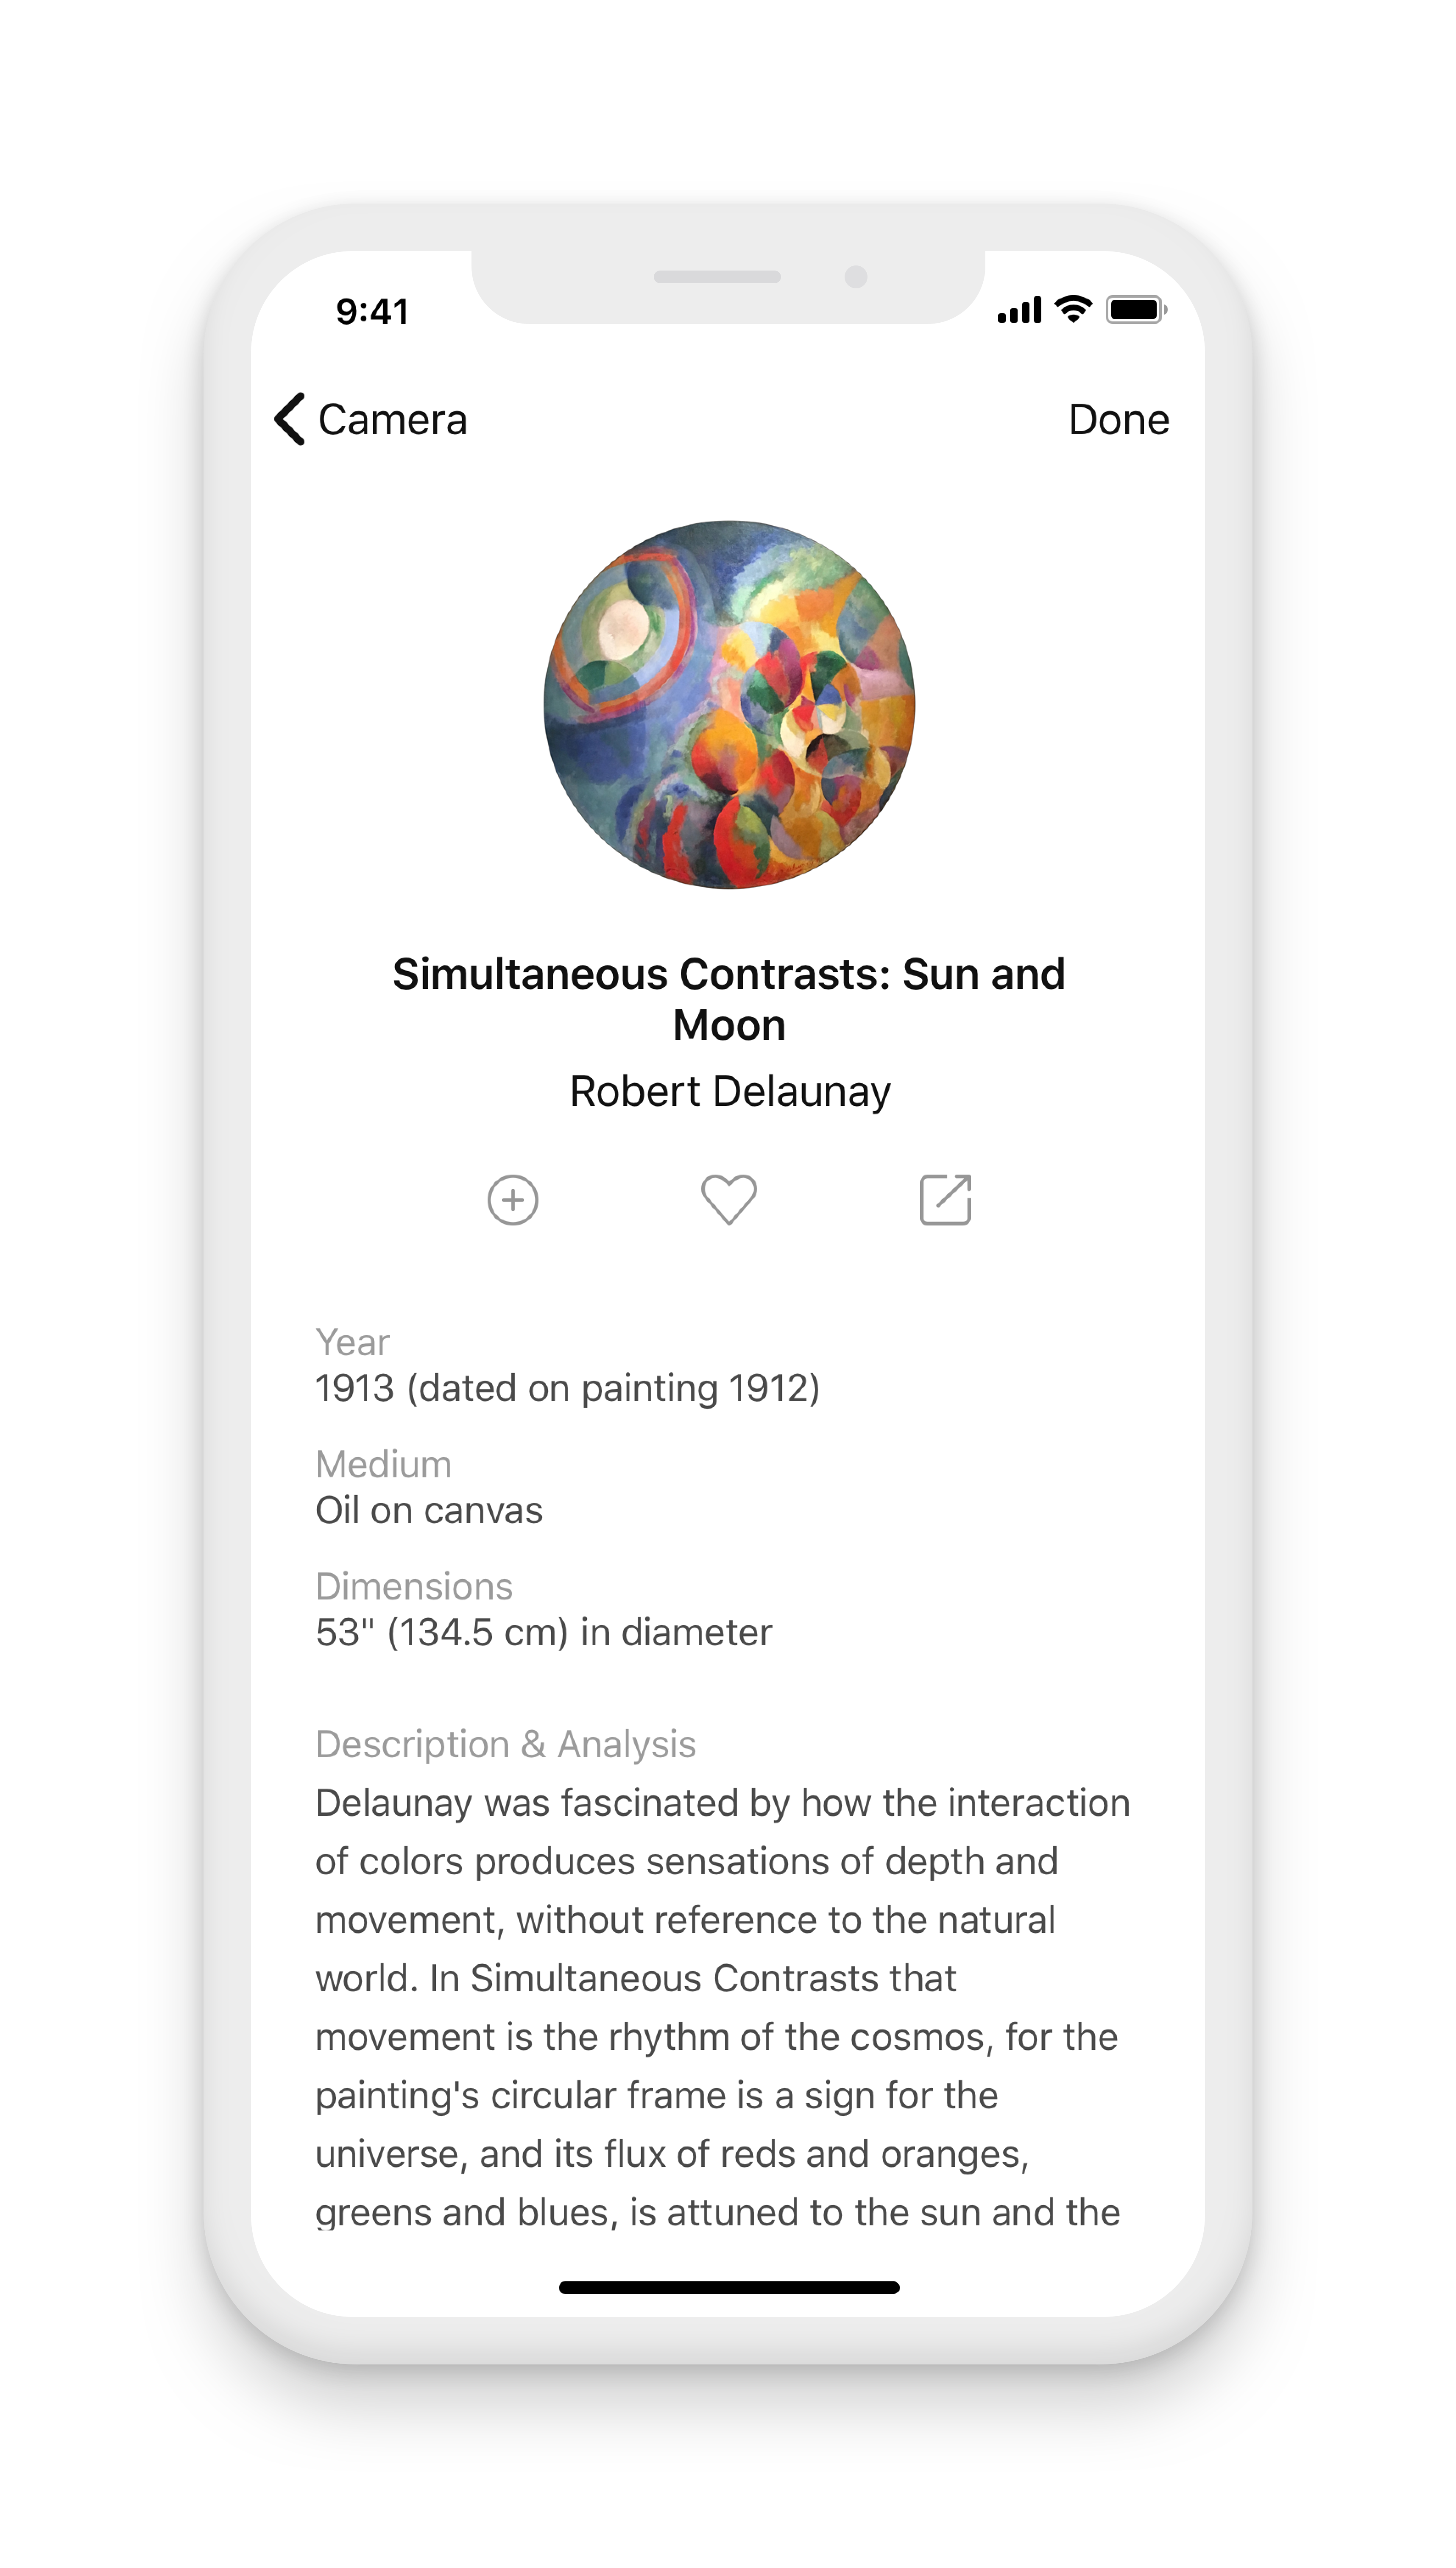 9:41
Camera
Done
Simultaneous Contrasts: Sun and
Moon
Robert Delaunay
Year
1913 (dated on painting 1912)
Medium
Oil on canvas
Dimensions
53" (134.5 cm) in diameter
Description & Analysis
Delaunay was fascinated by how the interaction
of colors produces sensations of depth and
movement, without reference to the natural
world. In Simultaneous Contrasts that
movement is the rhythm of the cosmos, for the
painting's circular frame is a sign for the
universe, and its flux of reds and oranges,
greens and blues, is attuned to the sun and the